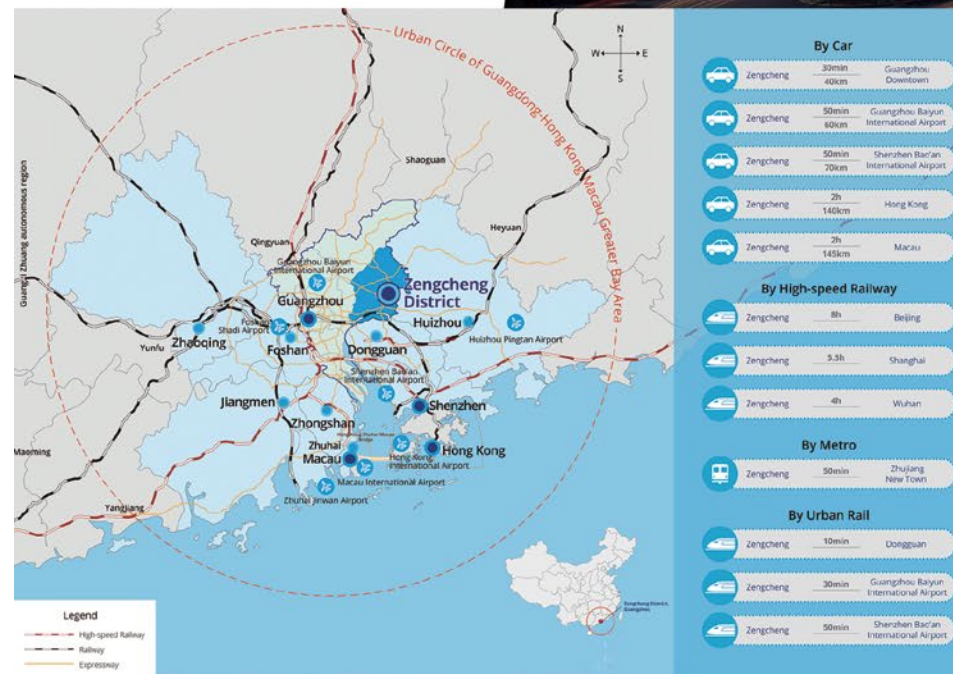 Urban Circle of Guangdong-Hong Kong Macau Greater Bay Area
N
W E
S
Guangxi Zhuang autonomous region
Shaoguan
Qingyuan
Heyuan
Guangzhou Baiyun
International Airport
Zengcheng
District
Guangzhou
Foshan
Shadi Airport
Zhaoqing
Yunfu
Foshan
Dongguan
Huizhou
Huizhou Pingtan Airport
Shenzhen Bao'an
International Airport
Jiangmen
Zhongshan
Shenzhen
Zhuhai
Macau
Hong Kong
Hong Kong
International Airport
Macau International Airport
Zhuhai Jinwan Airport
Maoming
Yangjiang
Zengcheng District,
Guangzhou
Legend
High-speed Railway
Railway
Expressway
By Car
Zengcheng 30min 40km Guangzhou
Downtown
Zengcheng 50min 60km Guangzhou Baiyun
International Airport
Zengcheng 50min 70km Shenzhen Bao'an
International Airport
Zengcheng 2h 140km Hong Kong
Zengcheng 2h 145km Macau
By High-speed Railway
Zengcheng 8h Beijing
Zengcheng 5.5h Shanghai
Zengcheng 4h Wuhan
By Metro
Zengcheng 50min Zhujiang
New Town
By Urban Rail
Zengcheng 10min Dongguan
Zengcheng 30min Guangzhou Baiyun
International Airport
Zengcheng 50min Shenzhen Bao'an
International Airport